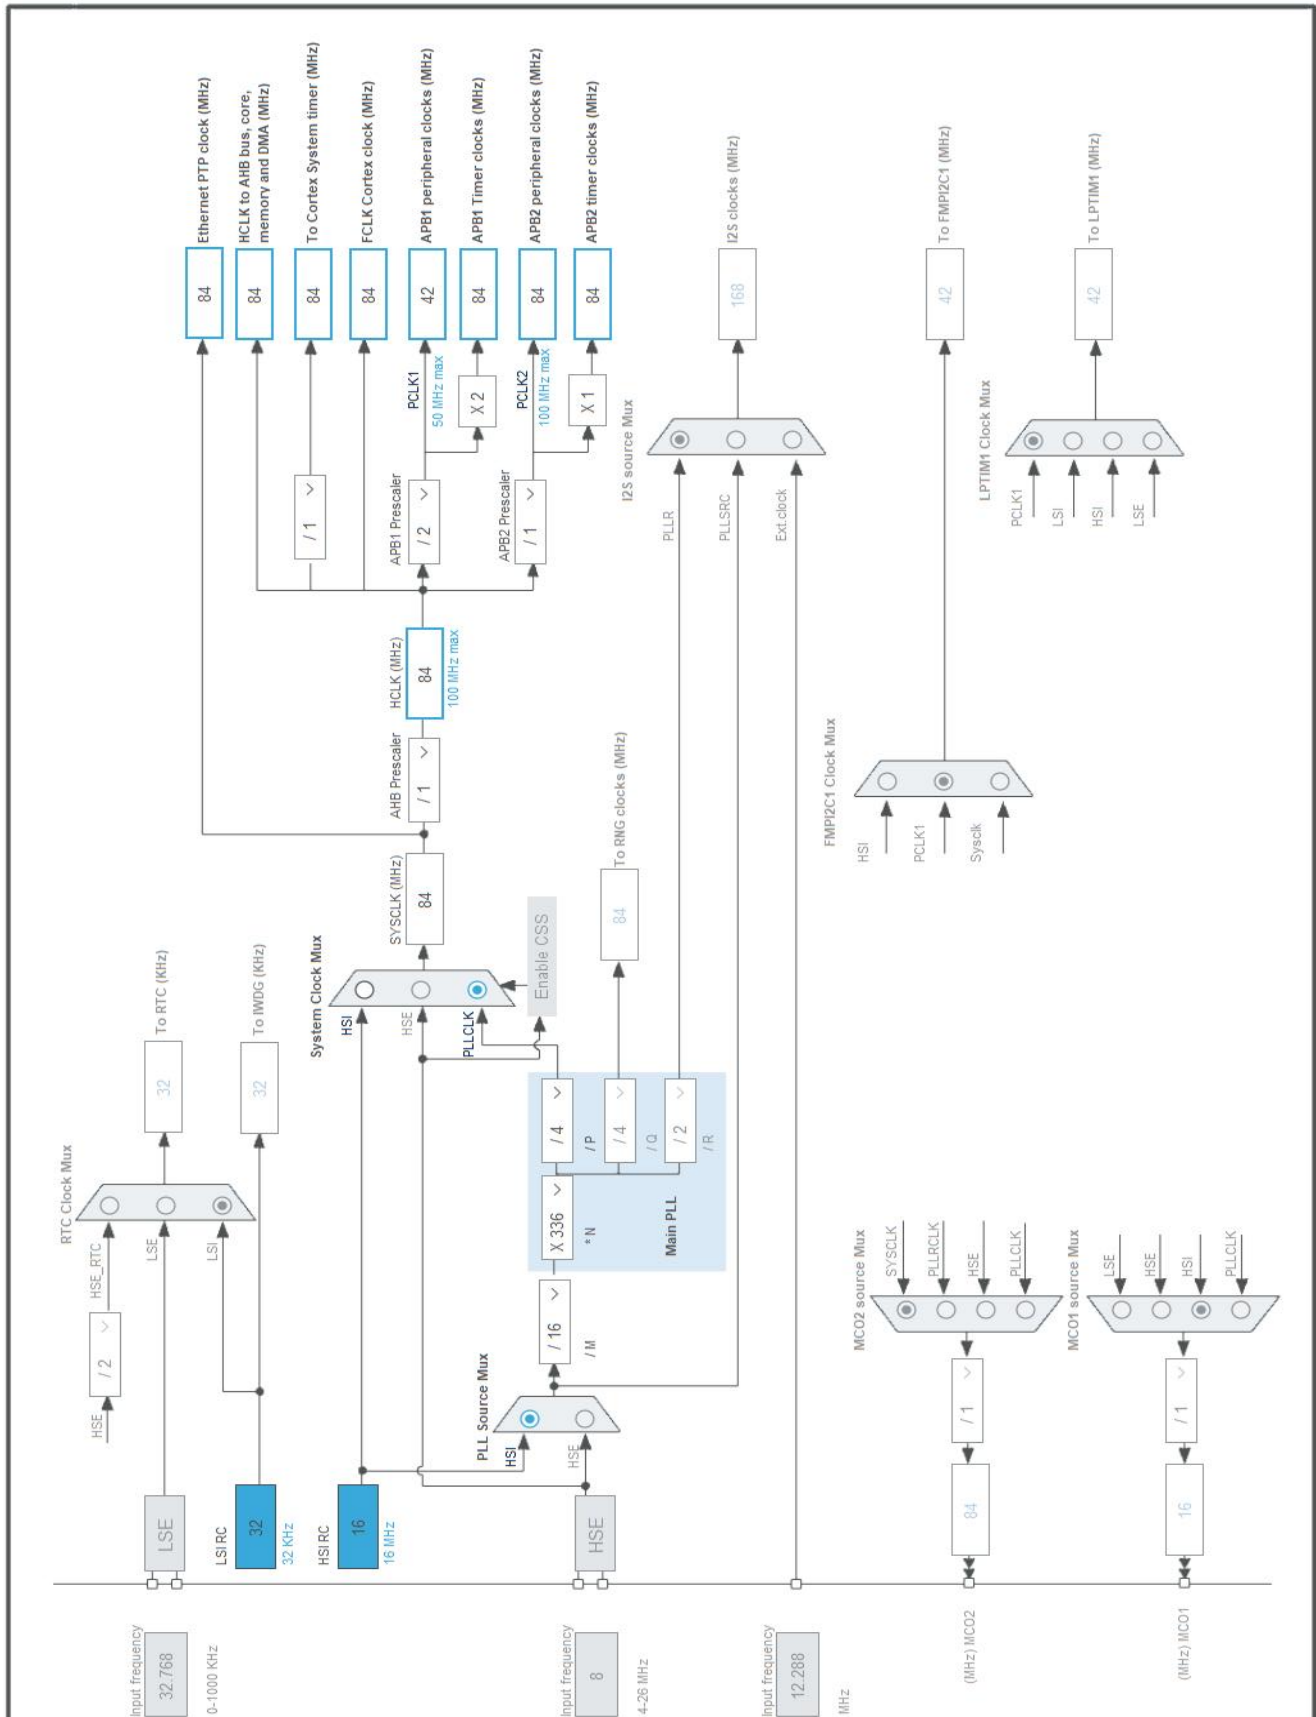 Input frequency
32.768
0-1000 KHz
LSE
HSE
/ 2
HSE_RTC
LSE
LSI
RTC Clock Mux
32
To RTC (KHz)
LSI RC
32
32 KHz
32
To IWDG (KHz)
HSI RC
16
16 MHz
System Clock Mux
HSI
HSE
PLLCLK
Enable CSS
SYSCLK (MHz)
84
AHB Prescaler
/ 1
HCLK (MHz)
84
100 MHz max
84
Ethernet PTP clock (MHz)
84
HCLK to AHB bus, core,
memory and DMA (MHz)
/ 1
84
To Cortex System timer (MHz)
84
FCLK Cortex clock (MHz)
APB1 Prescaler
/ 2
PCLK1
50 MHz max
42
APB1 peripheral clocks (MHz)
X 2
84
APB1 Timer clocks (MHz)
APB2 Prescaler
/ 1
PCLK2
100 MHz max
84
APB2 peripheral clocks (MHz)
X 1
84
APB2 timer clocks (MHz)
Input frequency
8
4-26 MHz
HSE
PLL Source Mux
HSI
HSE
/ 16
/ M
X 336
* N
/ 4
/ P
/ 4
/ Q
/ 2
/ R
Main PLL
84
To RNG clocks (MHz)
I2S source Mux
PLLR
PLLSRC
Ext.clock
168
I2S clocks (MHz)
Input frequency
12.288
MHz
FMPI2C1 Clock Mux
HSI
PCLK1
Sysclk
42
To FMPI2C1 (MHz)
LPTIM1 Clock Mux
PCLK1
LSI
HSI
LSE
42
To LPTIM1 (MHz)
MCO2 source Mux
SYSCLK
PLLRCLK
HSE
PLLCLK
/ 1
84
(MHz) MCO2
MCO1 source Mux
LSE
HSE
HSI
PLLCLK
/ 1
16
(MHz) MCO1